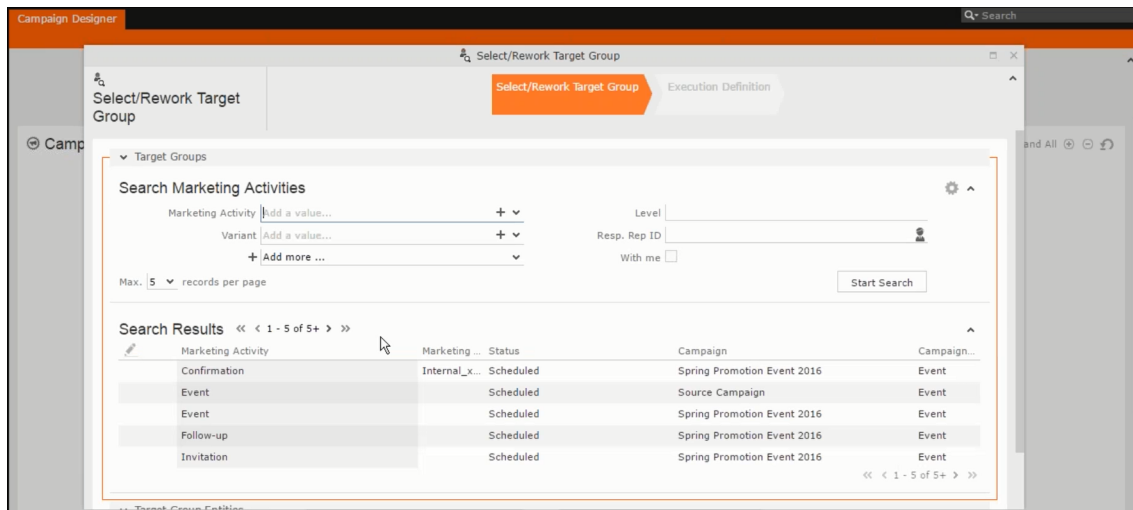 Campaign Designer
Search
Select/Rework Target Group
Select/Rework Target Group
Select/Rework Target Group
Execution Definition
Camp
and All
Target Groups
Search Marketing Activities
Marketing Activity Add a value...
Level
Variant Add a value...
Resp. Rep ID
+ Add more ...
With me
Max. 5 records per page
Start Search
Search Results « < 1 - 5 of 5+ > »
Marketing Activity Marketing ... Status Campaign Campaign...
Confirmation Internal_x... Scheduled Spring Promotion Event 2016 Event
Event Scheduled Source Campaign Event
Event Scheduled Spring Promotion Event 2016 Event
Follow-up Scheduled Spring Promotion Event 2016 Event
Invitation Scheduled Spring Promotion Event 2016 Event
« < 1 - 5 of 5+ > »
Target Group Entities